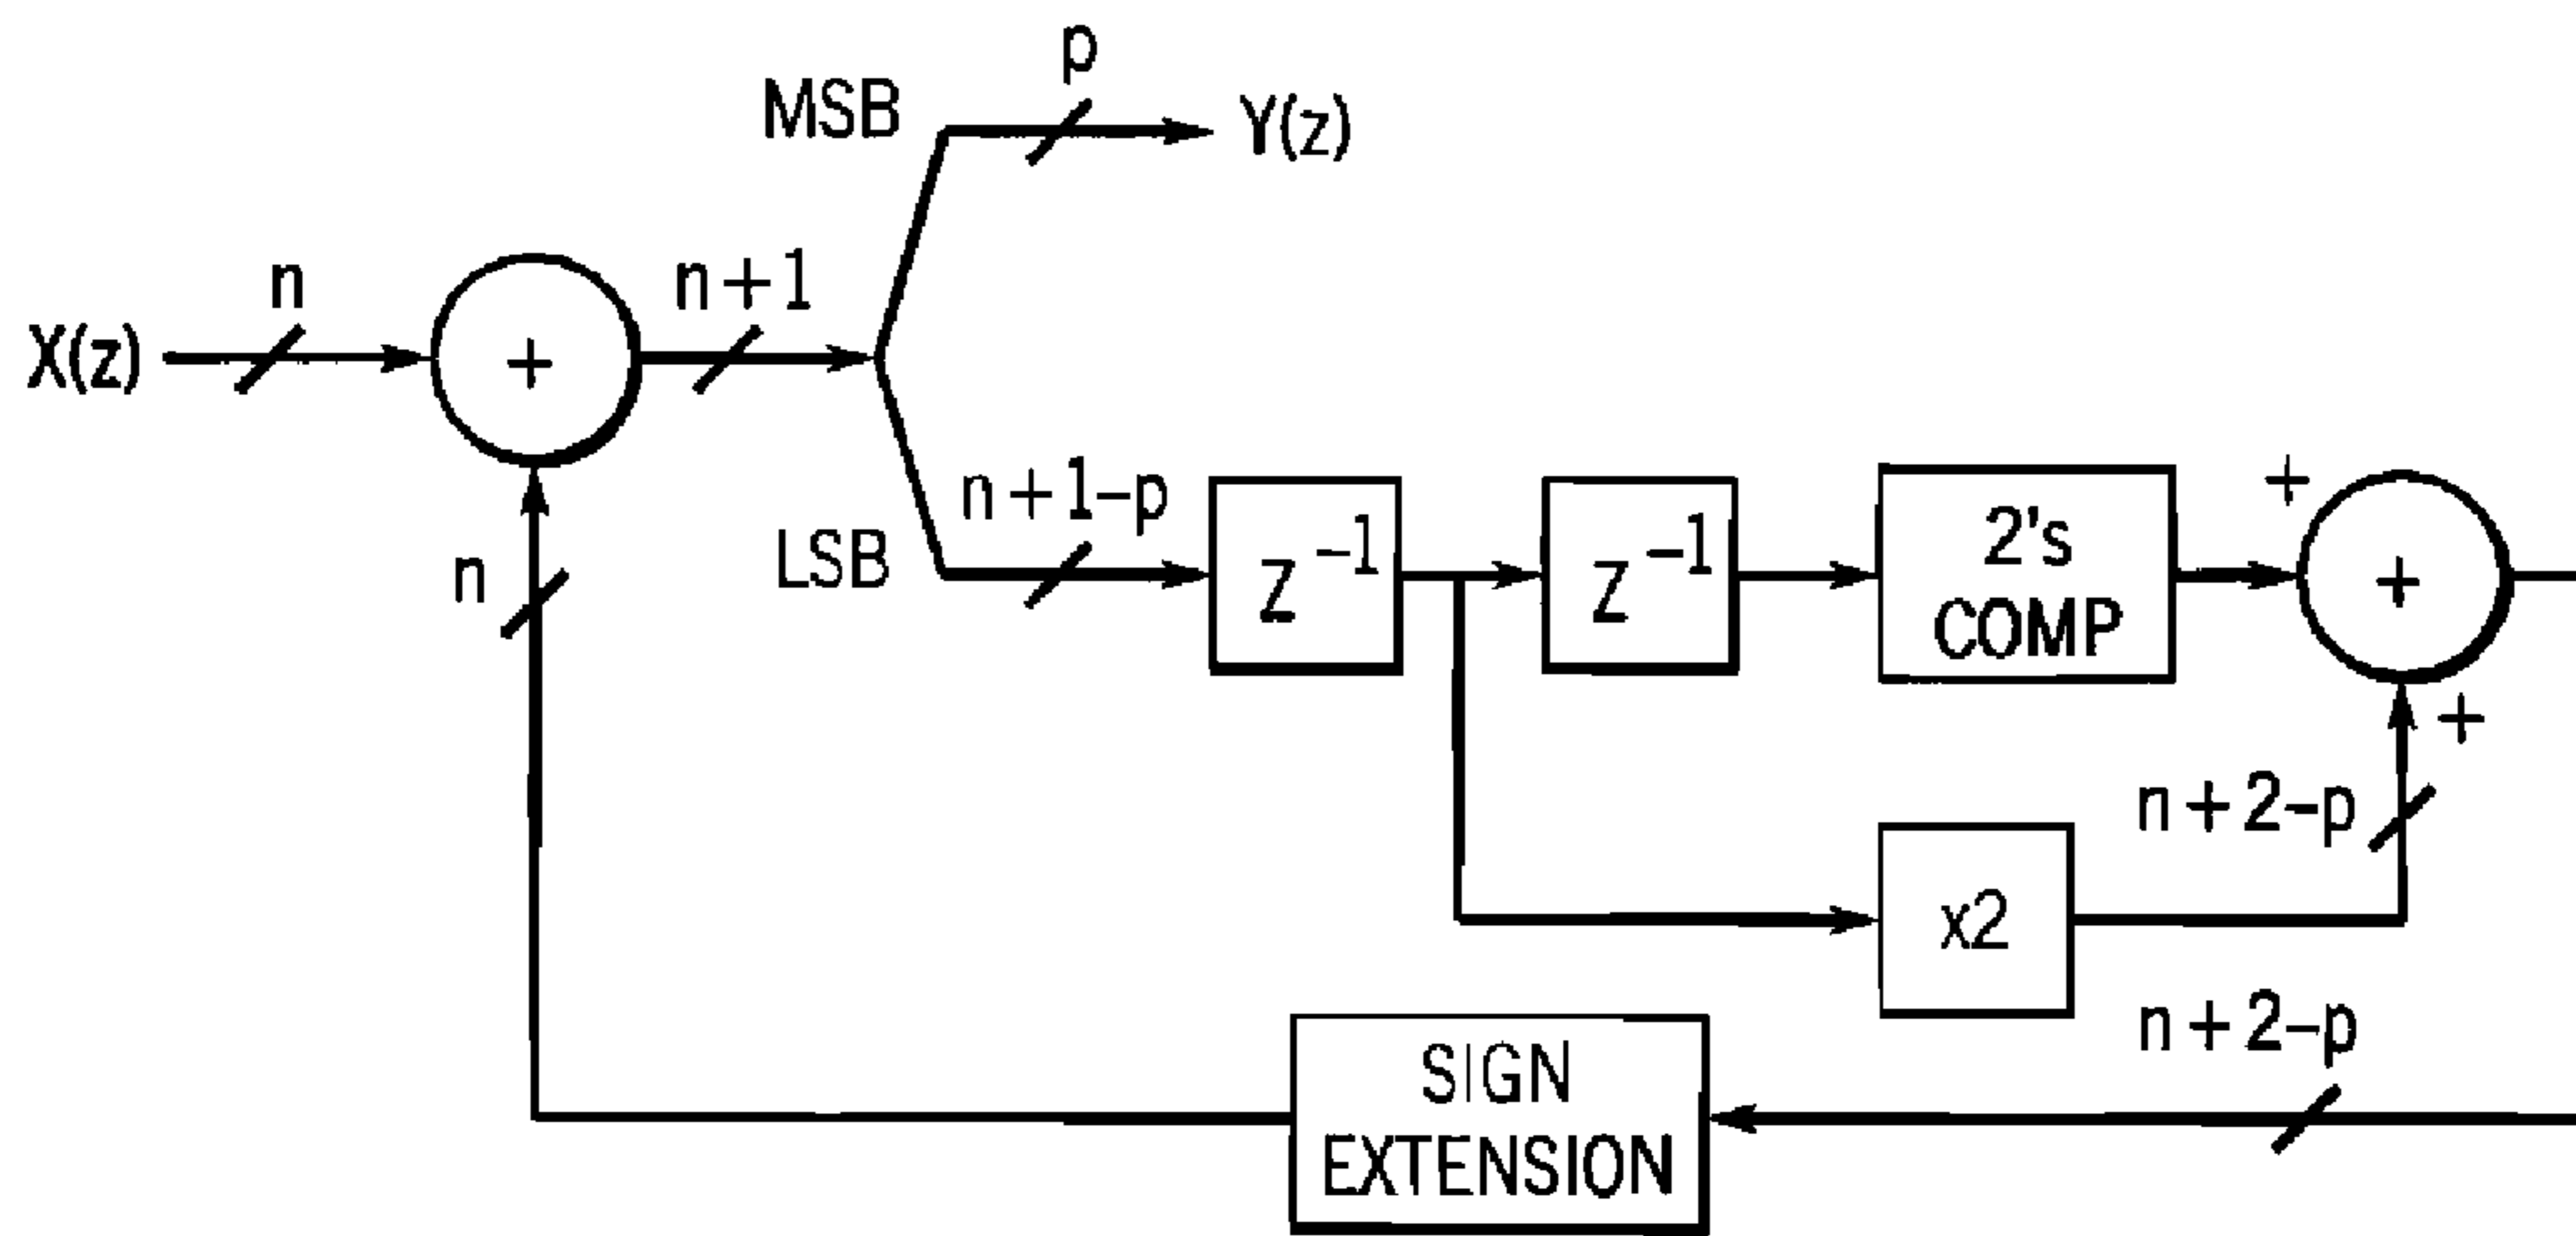 p
MSB
Y(z)
n
n+1
X(z)
+
n+1-p
LSB
n
Z^-1
Z^-1
2's
COMP
+
+
+
n+2-p
x2
n+2-p
SIGN
EXTENSION